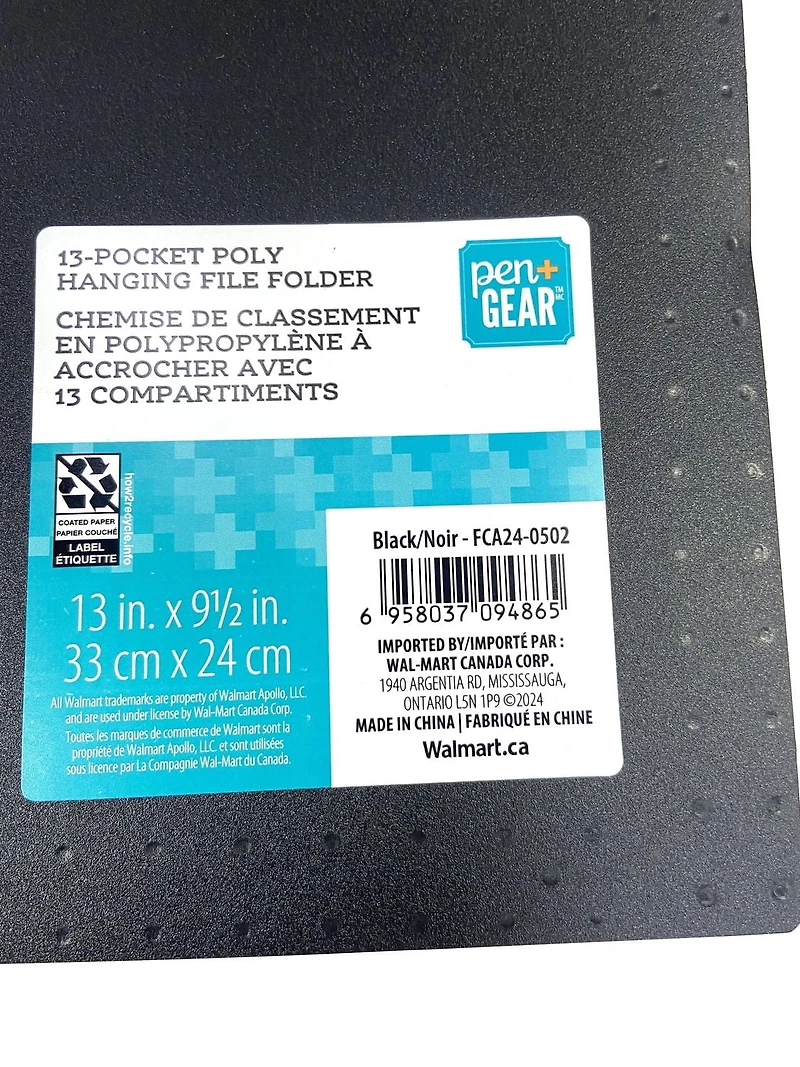 13-POCKET POLY
HANGING FILE FOLDER
CHEMISE DE CLASSEMENT
EN POLYPROPYLÈNE À
ACCROCHER AVEC
13 COMPARTIMENTS
pen+
GEAR TM
MC
how2recycle.info
COATED PAPER
PAPIER COUCHÉ
LABEL
ÉTIQUETTE
13 in. x 9½ in.
33 cm x 24 cm
All Walmart trademarks are property of Walmart Apollo, LLC.
and are used under license by Wal-Mart Canada Corp.
Toutes les marques de commerce de Walmart sont la
propriété de Walmart Apollo, LLC. et sont utilisées
sous licence par La Compagnie Wal-Mart du Canada.
Black/Noir - FCA24-0502
6 958037 094865
IMPORTED BY/IMPORTÉ PAR :
WAL-MART CANADA CORP.
1940 ARGENTIA RD, MISSISSAUGA,
ONTARIO L5N 1P9 ©2024
MADE IN CHINA | FABRIQUÉ EN CHINE
Walmart.ca